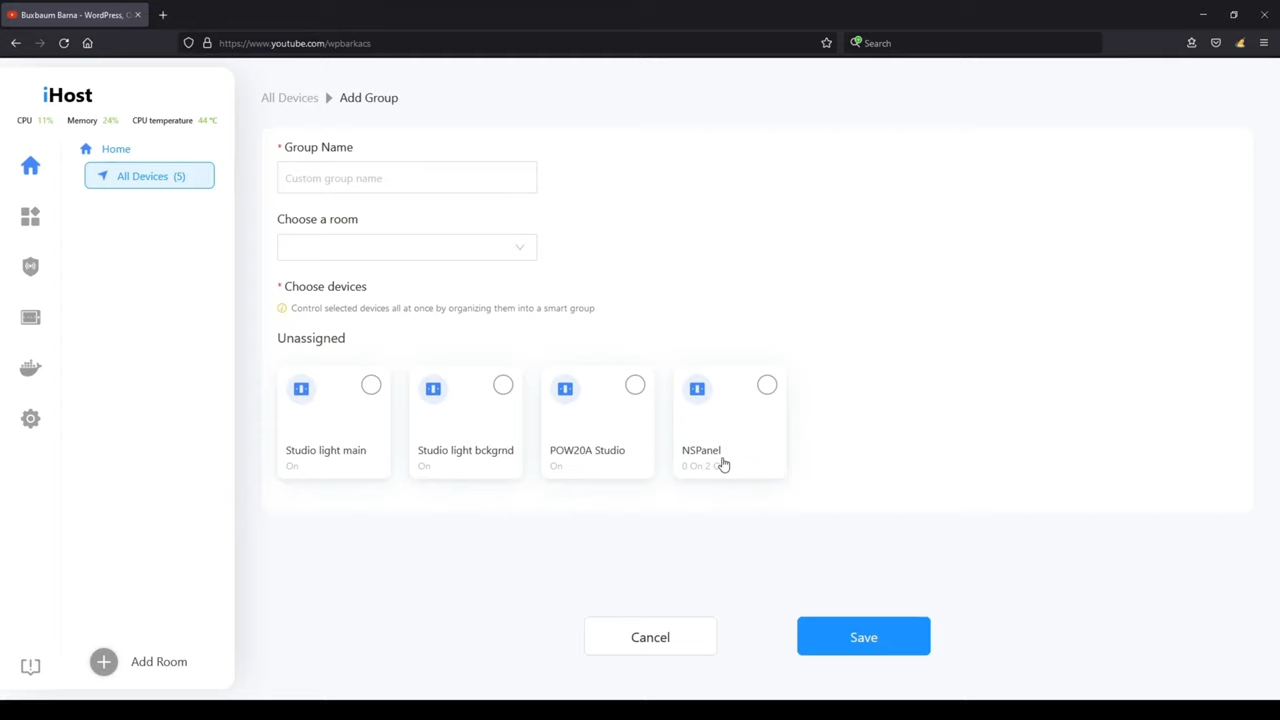 Buxbaum Barna - WordPress, C
https://www.youtube.com/wpbarkacs
Search
iHost
CPU 11% Memory 24% CPU temperature 44 ℃
Home
All Devices (5)
Add Room
All Devices Add Group
* Group Name
Custom group name
Choose a room
* Choose devices
Control selected devices all at once by organizing them into a smart group
Unassigned
Studio light main
On
Studio light bckgrnd
On
POW20A Studio
On
NSPanel
0 On 2
Cancel
Save